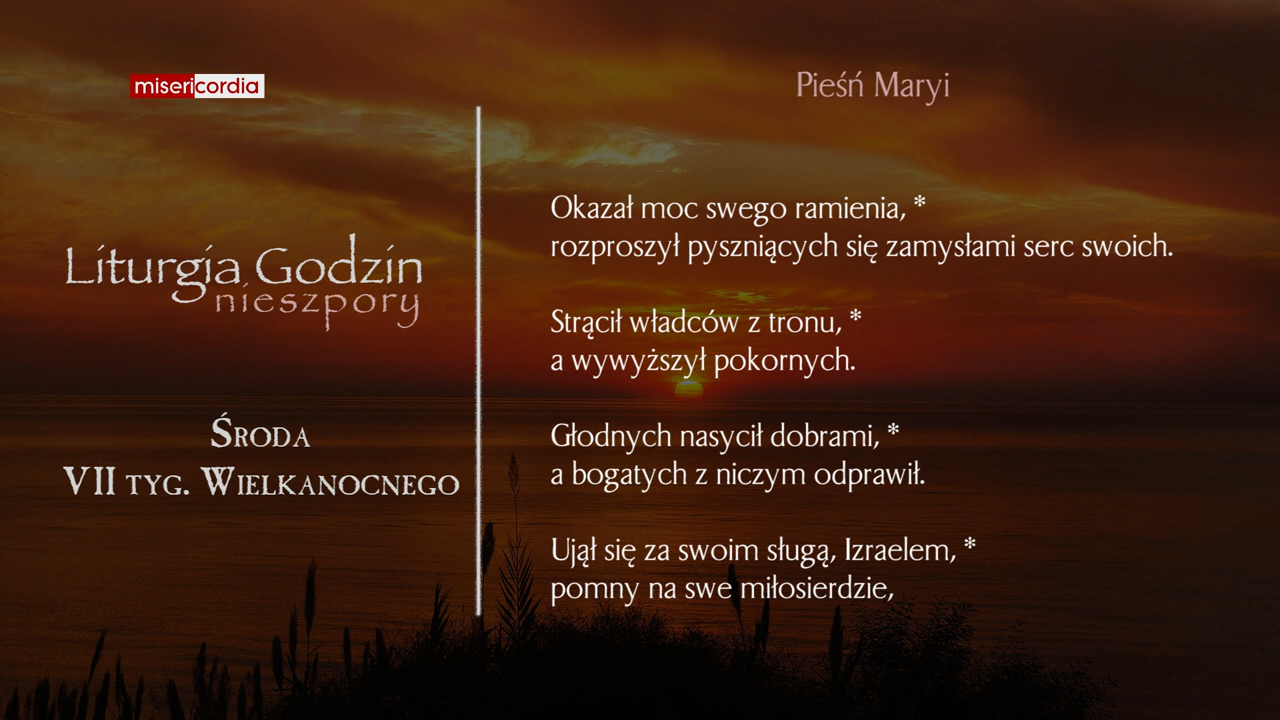 misericordia
Liturgia Godzin
nieszpory
Środa
VII tyg. Wielkanocnego
Pieśń Maryi
Okazał moc swego ramienia, *
rozproszył pyszniących się zamysłami serc swoich.
Strącił władców z tronu, *
a wywyższył pokornych.
Głodnych nasycił dobrami, *
a bogatych z niczym odprawił.
Ujął się za swoim sługą, Izraelem, *
pomny na swe miłosierdzie,